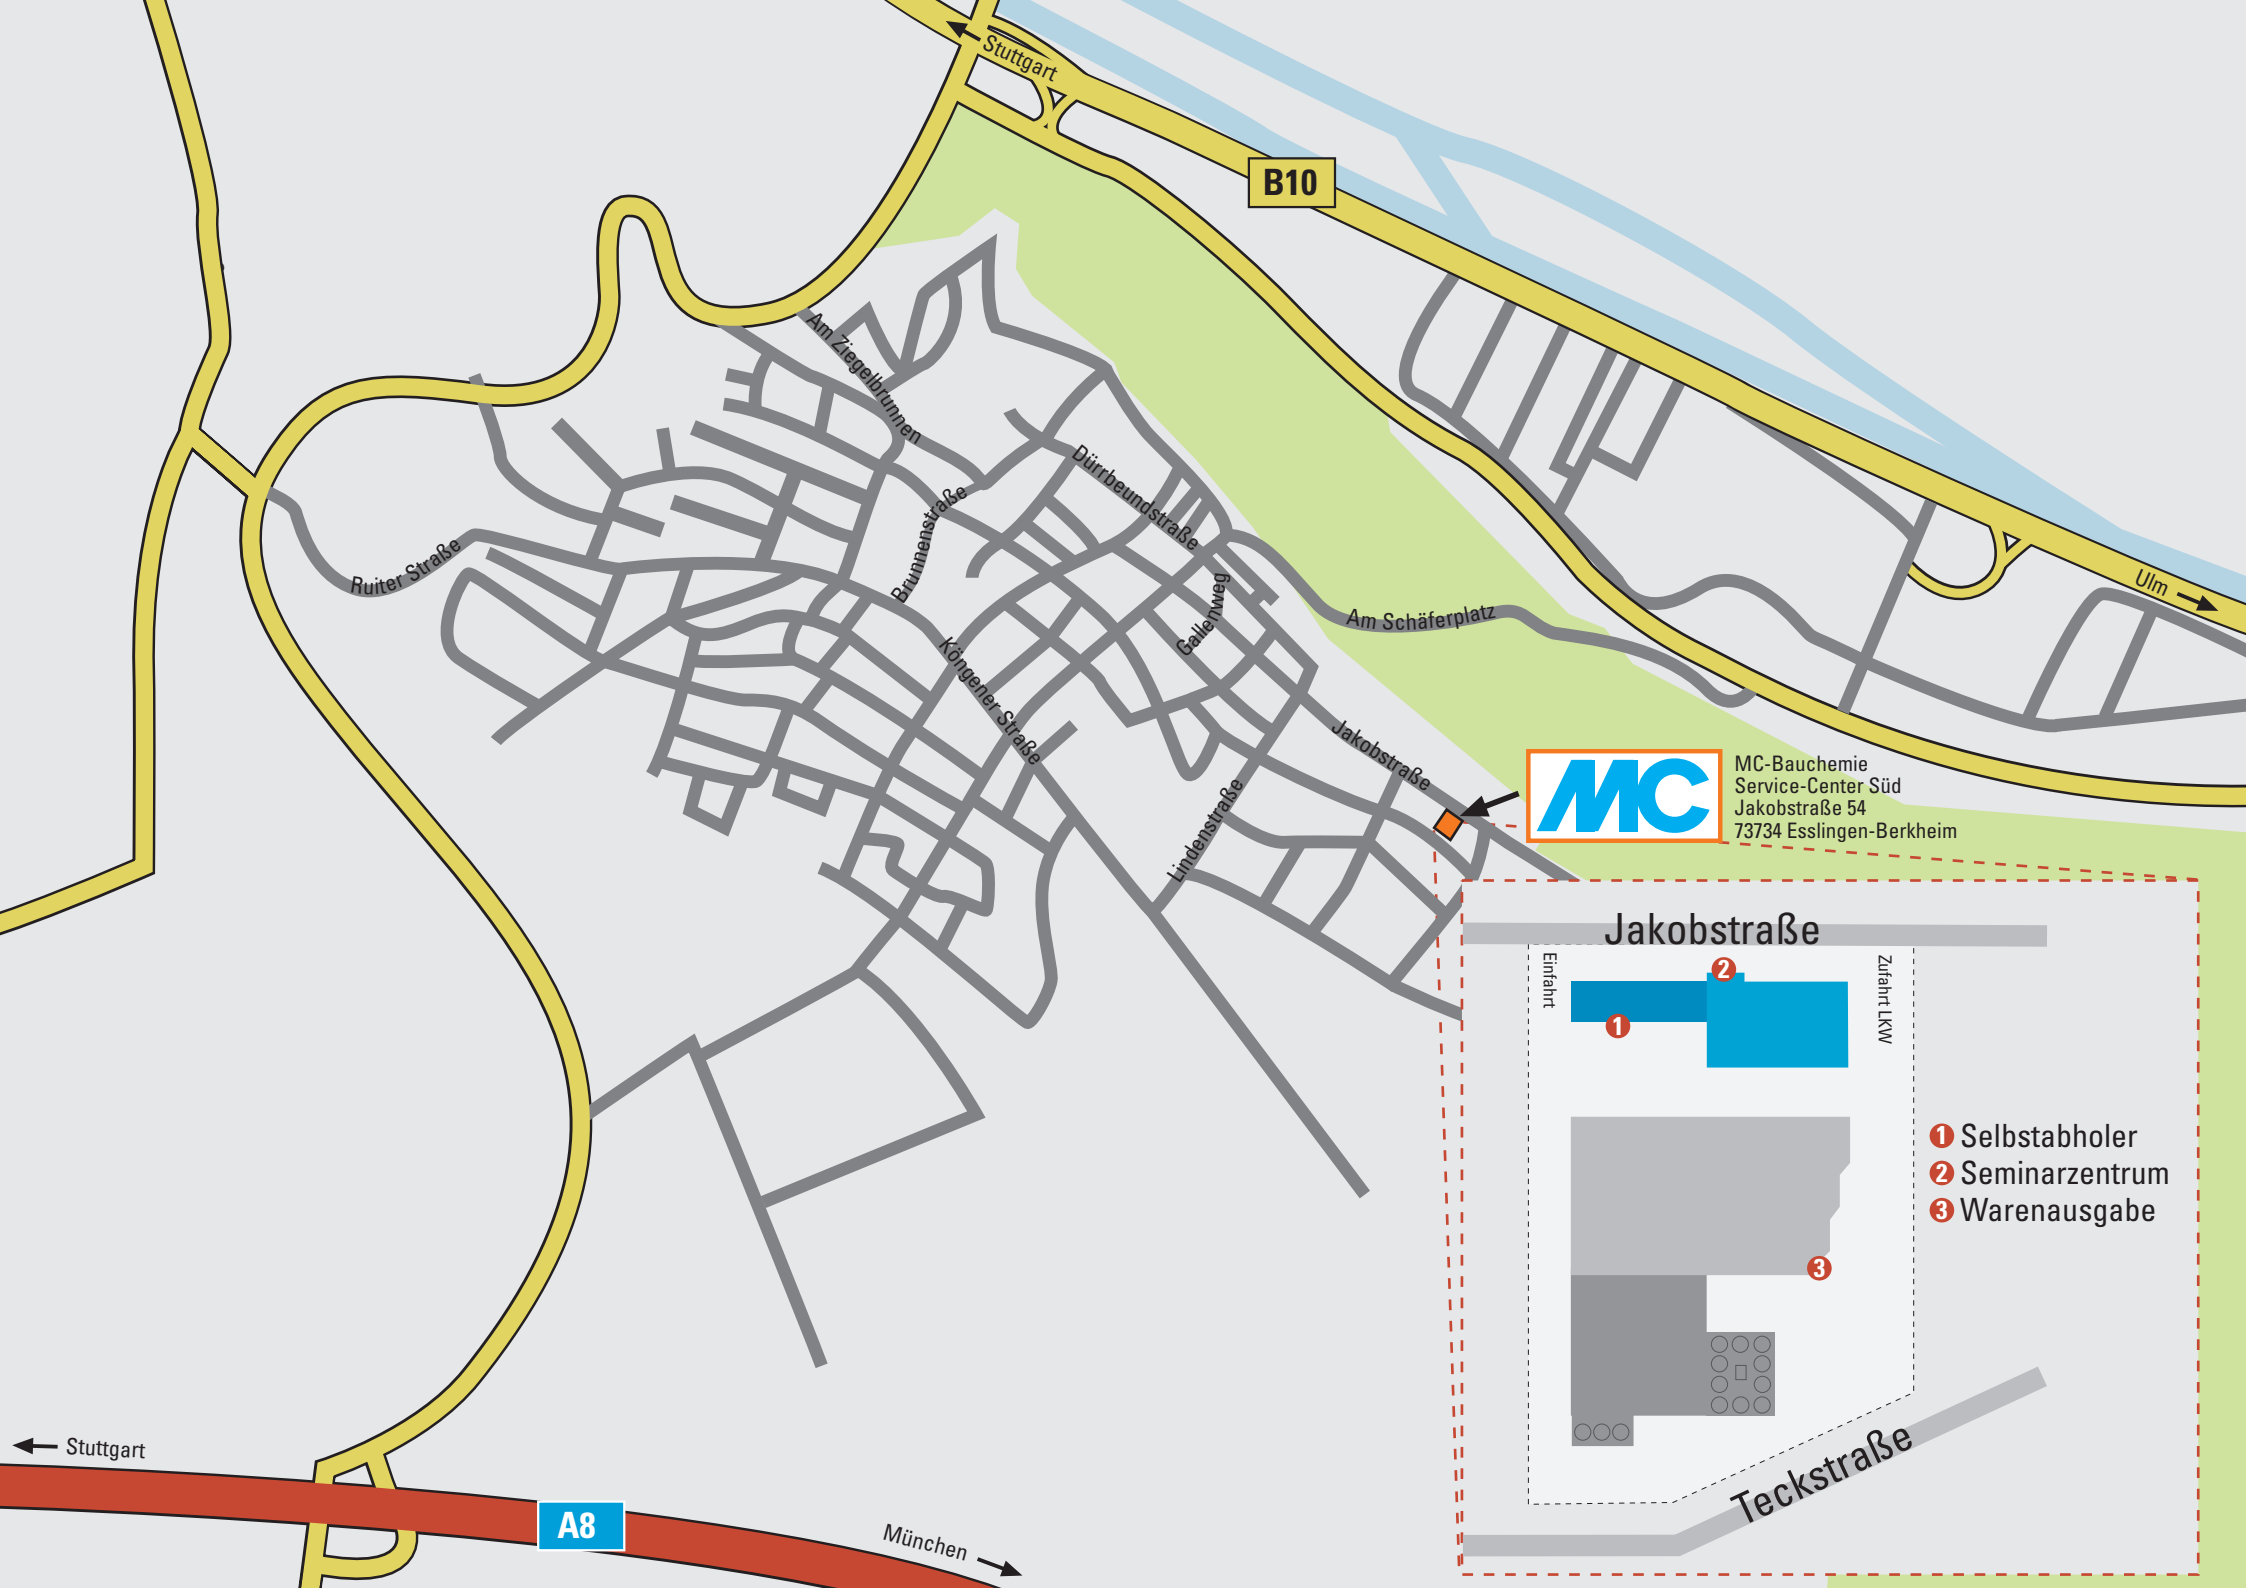 Stuttgart
B10
Am Ziegelbrunnen
Dürrbeundstraße
Brunnenstraße
Ruiter Straße
Gallenweg
Am Schäferplatz
Ulm
Köngener Straße
Jakobstraße
Lindenstraße
MC
MC-Bauchemie
Service-Center Süd
Jakobstraße 54
73734 Esslingen-Berkheim
Jakobstraße
Einfahrt
Zufahrt LKW
2
1
1 Selbstabholer
2 Seminarzentrum
3 Warenausgabe
3
Teckstraße
Stuttgart
A8
München